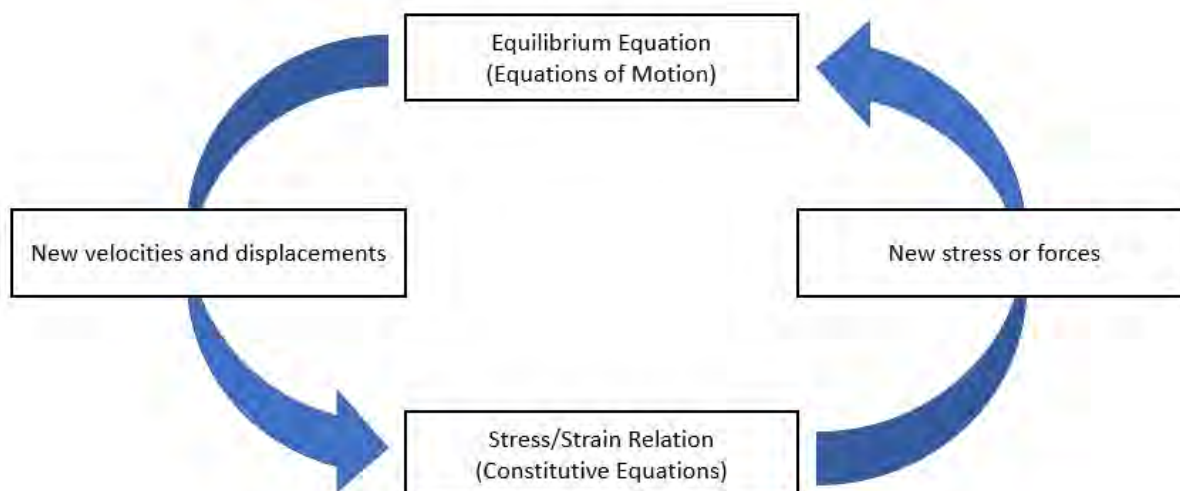 Equilibrium Equation
(Equations of Motion)
New velocities and displacements
New stress or forces
Stress/Strain Relation
(Constitutive Equations)